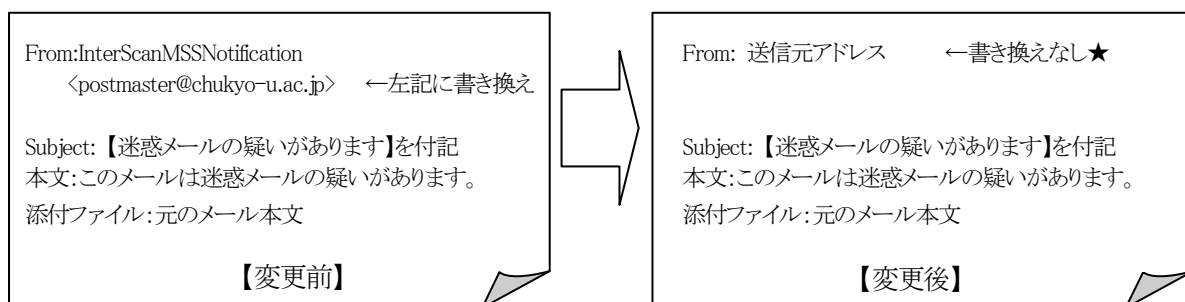 From:InterScanMSSNotification
<postmaster@chukyo-u.ac.jp> ←左記に書き換え
Subject:【迷惑メールの疑いがあります】を付記
本文:このメールは迷惑メールの疑いがあります。
添付ファイル:元のメール本文
【変更前】
From: 送信元アドレス ←書き換えなし★
Subject:【迷惑メールの疑いがあります】を付記
本文:このメールは迷惑メールの疑いがあります。
添付ファイル:元のメール本文
【変更後】